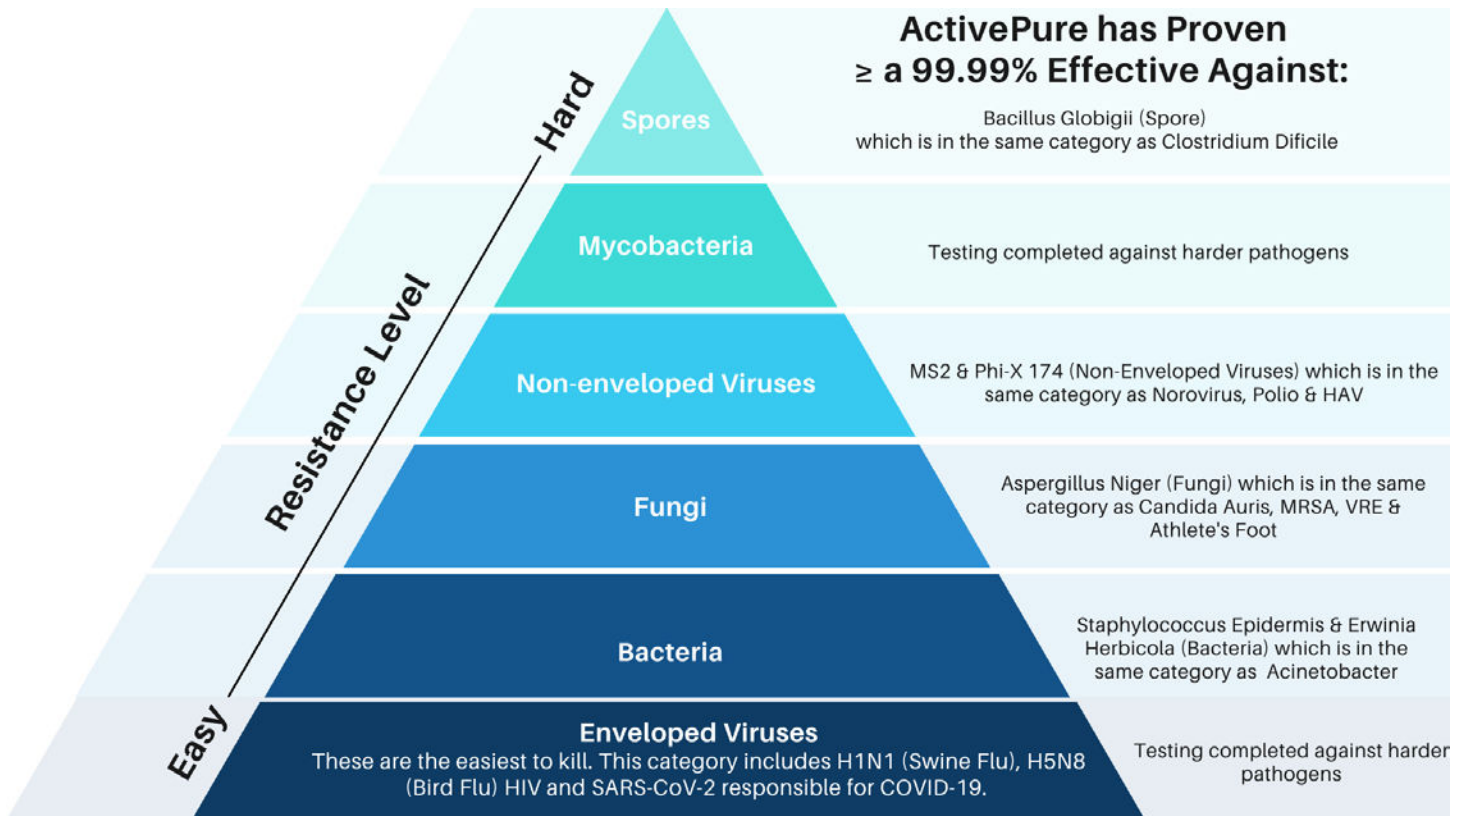 ActivePure has Proven
≥ a 99.99% Effective Against:
Hard
Resistance Level
Easy
Spores
Bacillus Globigii (Spore)
which is in the same category as Clostridium Dificile
Mycobacteria
Testing completed against harder pathogens
Non-enveloped Viruses
MS2 & Phi-X 174 (Non-Enveloped Viruses) which is in the
same category as Norovirus, Polio & HAV
Fungi
Aspergillus Niger (Fungi) which is in the same
category as Candida Auris, MRSA, VRE &
Athlete's Foot
Bacteria
Staphylococcus Epidermis & Erwinia
Herbicola (Bacteria) which is in the
same category as Acinetobacter
Enveloped Viruses
These are the easiest to kill. This category includes H1N1 (Swine Flu), H5N8
(Bird Flu) HIV and SARS-CoV-2 responsible for COVID-19.
Testing completed against harder
pathogens